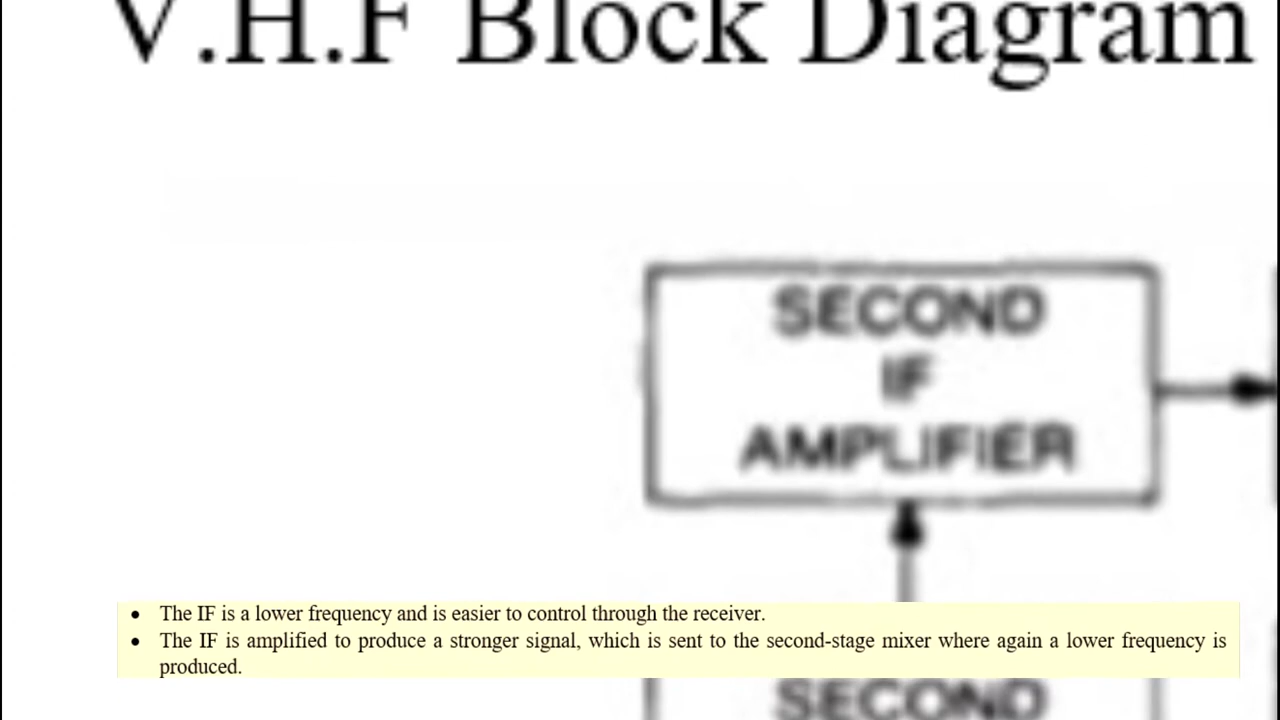 V.H.F Block Diagram
SECOND
IF
AMPLIFIER
• The IF is a lower frequency and is easier to control through the receiver.
• The IF is amplified to produce a stronger signal, which is sent to the second-stage mixer where again a lower frequency is
produced.
SECOND